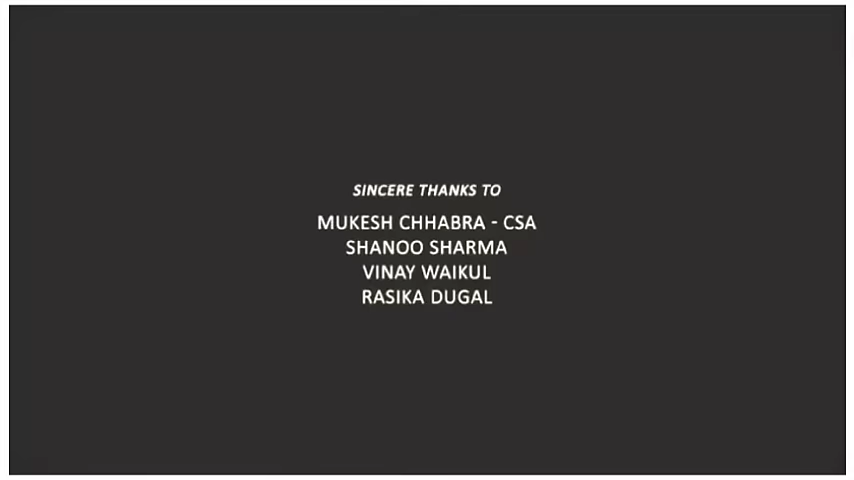 SINCERE THANKS TO
MUKESH CHHABRA - CSA
SHANOO SHARMA
VINAY WAIKUL
RASIKA DUGAL